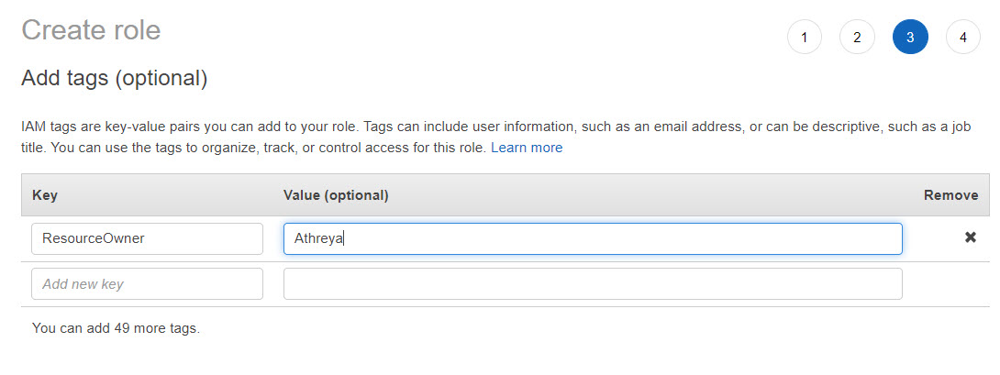 Create role
1 2 3 4
Add tags (optional)
IAM tags are key-value pairs you can add to your role. Tags can include user information, such as an email address, or can be descriptive, such as a job
title. You can use the tags to organize, track, or control access for this role. Learn more
Key Value (optional) Remove
ResourceOwner Athreya
Add new key
You can add 49 more tags.